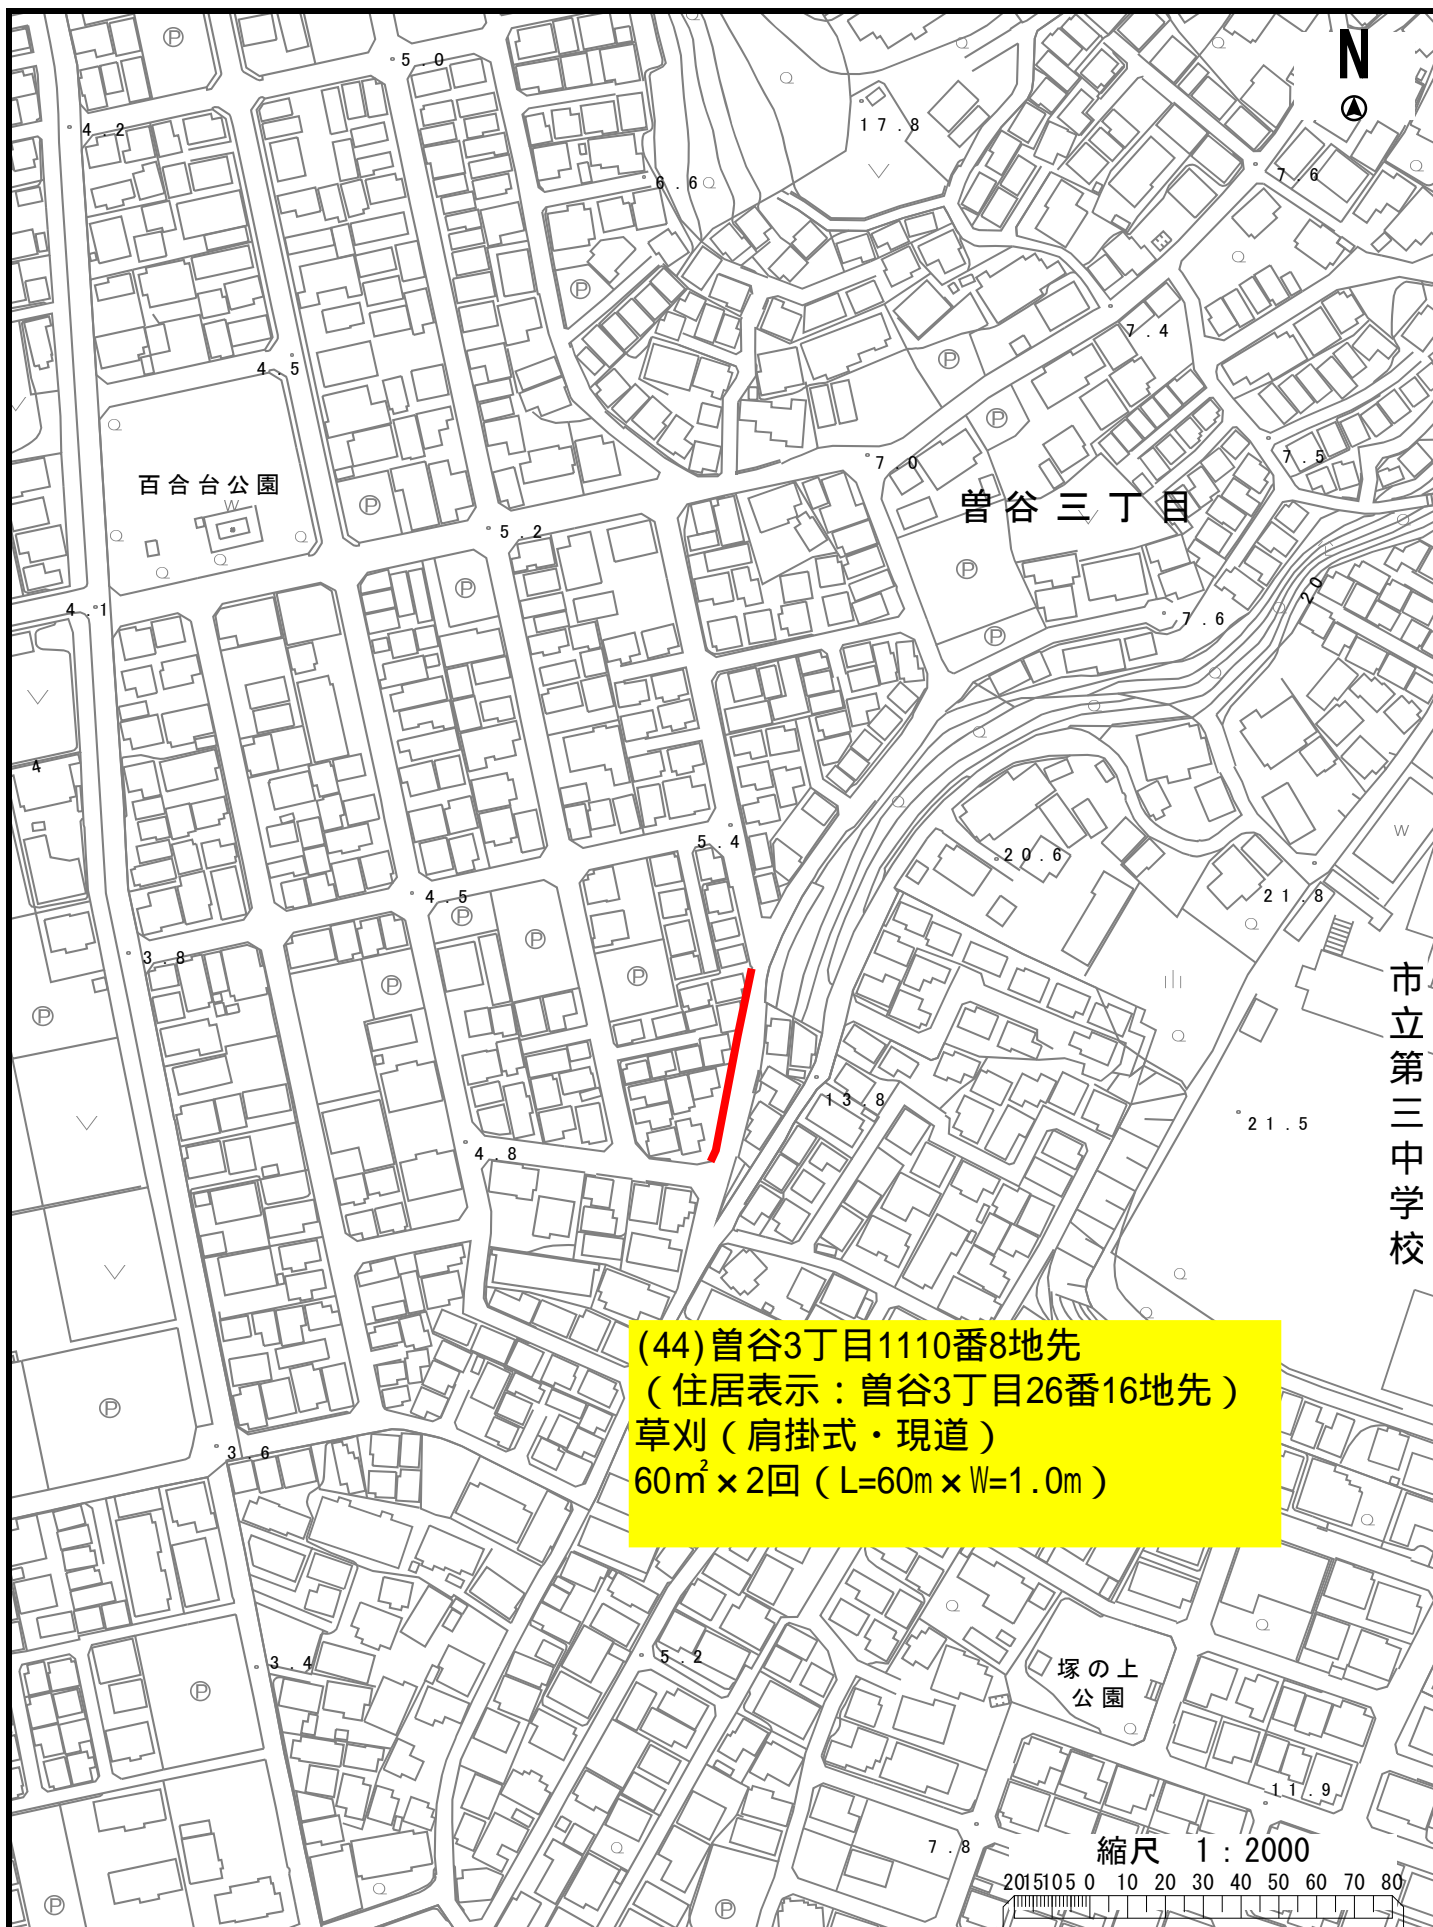 N
5.0
4.2
17.8
7.6
6.6
7.4
4.5
7.5
7.0
百合台公園
曽谷三丁目
5.2
20
4.1
7.6
4
5.4
20.6
4.5
21.8
3.8
市立第三中学校
13.8
21.5
4.8
(44)曽谷3丁目1110番8地先
（住居表示：曽谷3丁目26番16地先）
草刈（肩掛式・現道）
60㎡×2回（L=60m×W=1.0m）
3.6
3.4
5.2
塚の上
公園
11.9
7.8
縮尺 1：2000
20 15 10 5 0 10 20 30 40 50 60 70 80